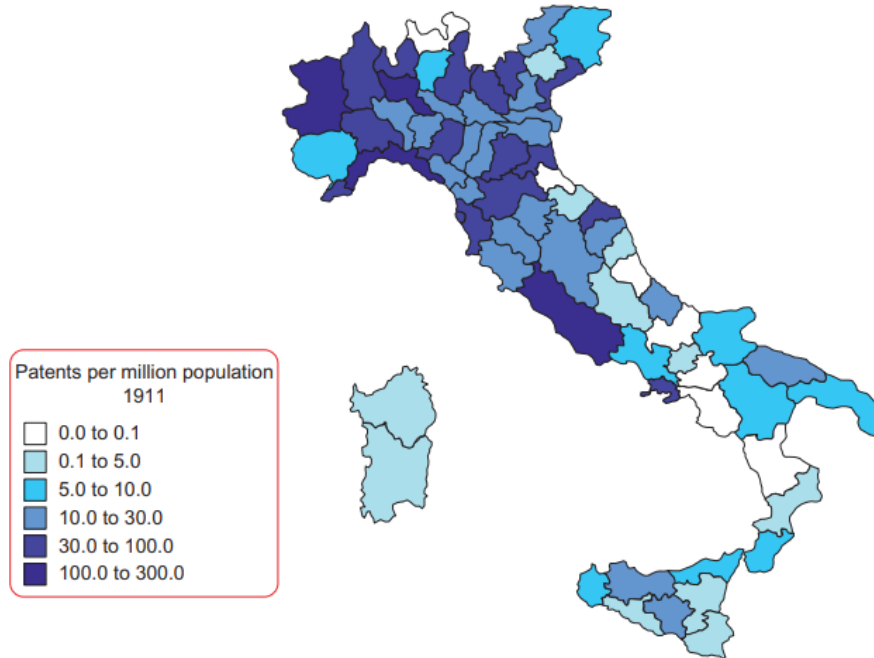 Patents per million population
1911
0.0 to 0.1
0.1 to 5.0
5.0 to 10.0
10.0 to 30.0
30.0 to 100.0
100.0 to 300.0